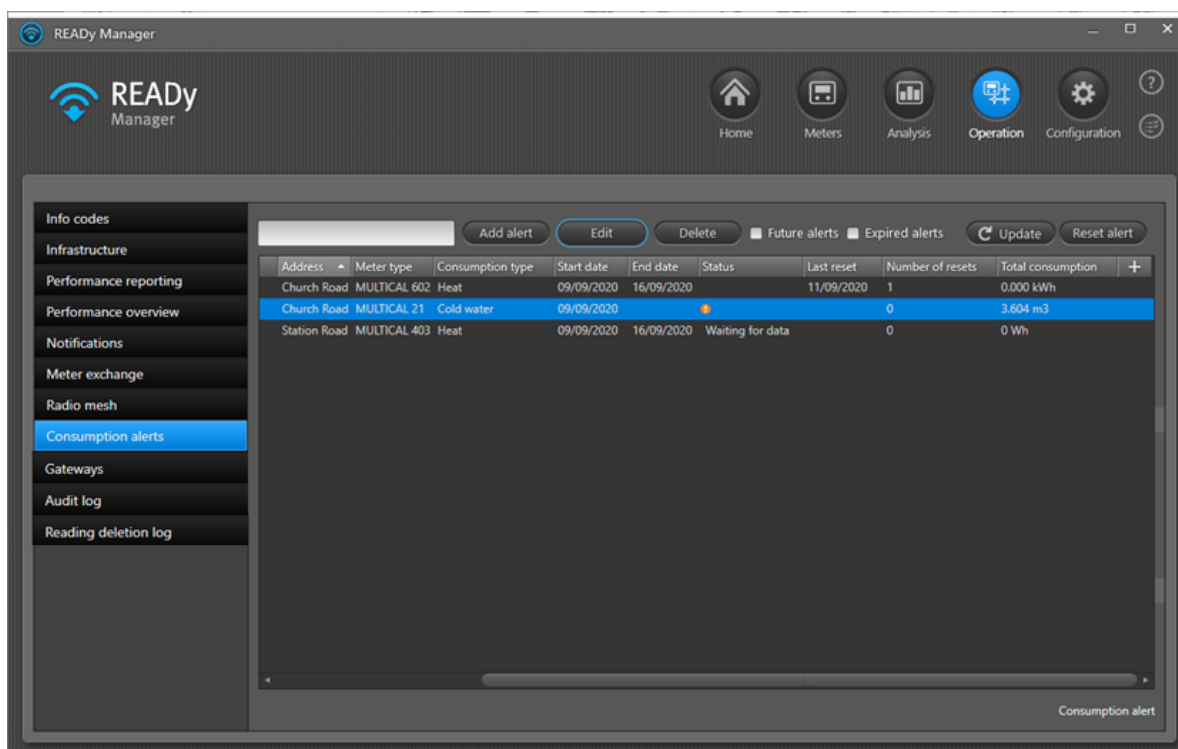 READy Manager
READy
Manager
Home Meters Analysis Operation Configuration
Info codes
Infrastructure
Performance reporting
Performance overview
Notifications
Meter exchange
Radio mesh
Consumption alerts
Gateways
Audit log
Reading deletion log
Add alert Edit Delete Future alerts Expired alerts Update Reset alert
Address Meter type Consumption type Start date End date Status Last reset Number of resets Total consumption +
Church Road MULTICAL 602 Heat 09/09/2020 16/09/2020 11/09/2020 1 0.000 kWh
Church Road MULTICAL 21 Cold water 09/09/2020 0 3.604 m3
Station Road MULTICAL 403 Heat 09/09/2020 16/09/2020 Waiting for data 0 0 Wh
Consumption alert